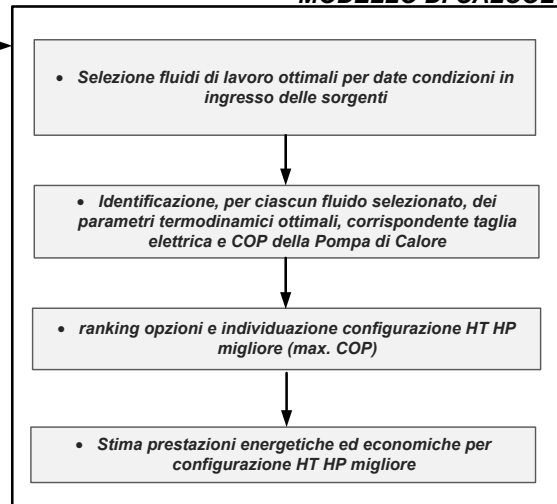 • Selezione fluidi di lavoro ottimali per date condizioni in
ingresso delle sorgenti
• Identificazione, per ciascun fluido selezionato, dei
parametri termodinamici ottimali, corrispondente taglia
elettrica e COP della Pompa di Calore
• ranking opzioni e individuazione configurazione HT HP
migliore (max. COP)
• Stima prestazioni energetiche ed economiche per
configurazione HT HP migliore